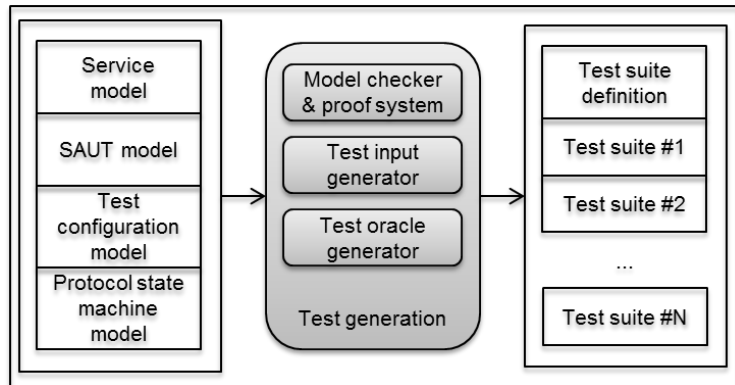 Service
model
SAUT model
Test
configuration
model
Protocol state
machine
model
Model checker
& proof system
Test input
generator
Test oracle
generator
Test generation
Test suite
definition
Test suite #1
Test suite #2
...
Test suite #N